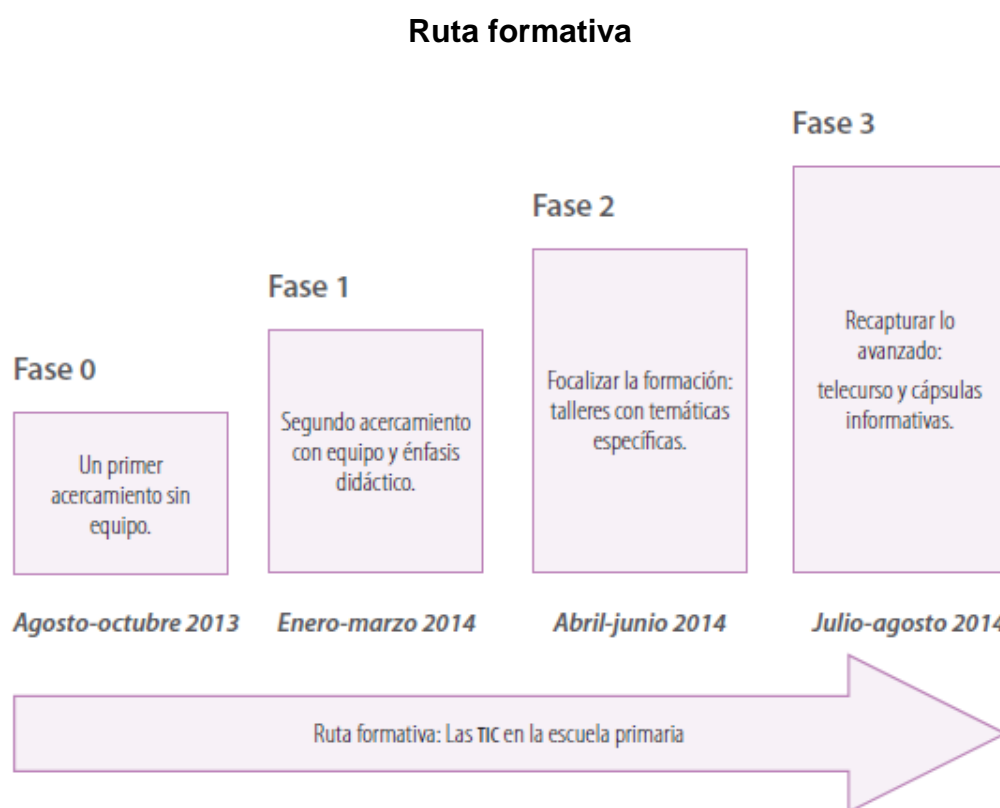 Ruta formativa
Fase 0
Un primer
acercamiento sin
equipo.
Agosto-octubre 2013
Fase 1
Segundo acercamiento
con equipo y énfasis
didáctico.
Enero-marzo 2014
Fase 2
Focalizar la formación:
talleres con temáticas
específicas.
Abril-junio 2014
Fase 3
Recapturar lo
avanzado:
telecurso y cápsulas
informativas.
Julio-agosto 2014
Ruta formativa: Las TIC en la escuela primaria